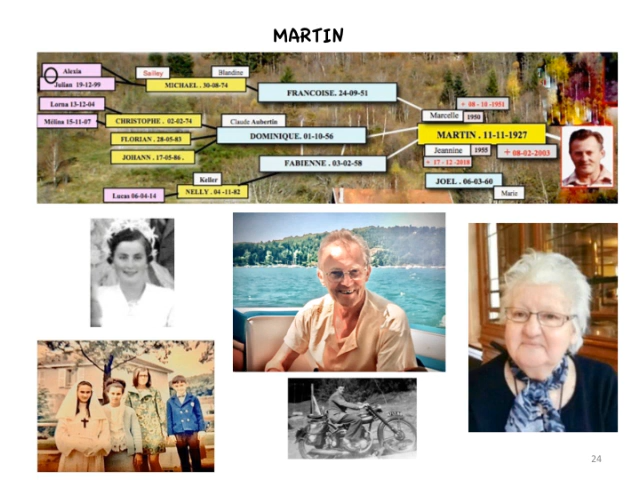 MARTIN
Alexia
Julian 19-12-99
Seiley
Blandine
MICHAEL . 30-08-74
FRANCOISE. 24-09-51
Lorna 13-12-04
Mélina 15-11-07
CHRISTOPHE . 02-02-74
Claude Aubertin
FLORIAN . 28-05-83
DOMINIQUE. 01-10-56
JOHANN . 17-05-86 .
Marcelle
1950
+ 08 - 10 -1951
MARTIN . 11-11-1927
Jeannine
1955
+ 08-02-2003
+ 17-12-2018
FABIENNE . 03-02-58
Keller
NELLY . 04 -11-82
Lucas 06-04-14
JOEL . 06-03-60
Marie
24